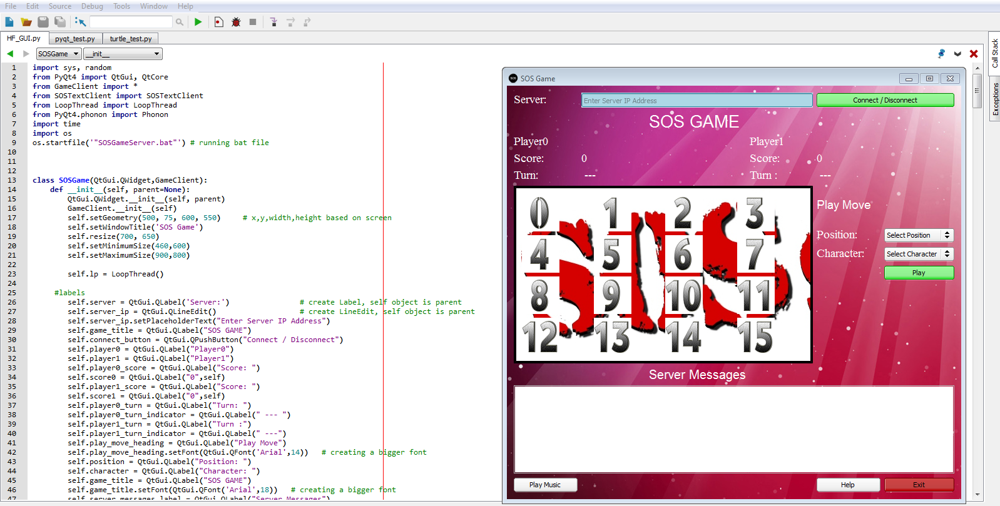 File Edit Source Debug Tools Window Help
HF_GUI.py pyqt_test.py turtle_test.py
SOSGame __init__
1 import sys, random
2 from PyQt4 import QtGui, QtCore
3 from GameClient import *
4 from SOSTextClient import SOSTextClient
5 from LoopThread import LoopThread
6 from PyQt4.phonon import Phonon
7 import time
8 import os
9 os.startfile('"SOSGameServer.bat"') # running bat file
10
11
12
13 class SOSGame(QtGui.QWidget,GameClient):
14 def __init__(self, parent=None):
15 QtGui.QWidget.__init__(self, parent)
16 GameClient.__init__(self)
17 self.setGeometry(500, 75, 600, 550) # x,y,width,height based on screen
18 self.setWindowTitle('SOS Game')
19 self.resize(700, 650)
20 self.setMinimumSize(460,600)
21 self.setMaximumSize(900,800)
22
23 self.lp = LoopThread()
24
25 #labels
26 self.server = QtGui.QLabel('Server:') # create Label, self object is parent
27 self.server_ip = QtGui.QLineEdit() # create LineEdit, self object is parent
28 self.server_ip.setPlaceholderText("Enter Server IP Address")
29 self.game_title = QtGui.QLabel("SOS GAME")
30 self.connect_button = QtGui.QPushButton("Connect / Disconnect")
31 self.player0 = QtGui.QLabel("Player0")
32 self.player1 = QtGui.QLabel("Player1")
33 self.player0_score = QtGui.QLabel("Score: ")
34 self.score0 = QtGui.QLabel("0",self)
35 self.player1_score = QtGui.QLabel("Score: ")
36 self.score1 = QtGui.QLabel("0",self)
37 self.player0_turn = QtGui.QLabel("Turn: ")
38 self.player0_turn_indicator = QtGui.QLabel(" --- ")
39 self.player1_turn = QtGui.QLabel("Turn :")
40 self.player1_turn_indicator = QtGui.QLabel(" ---")
41 self.play_move_heading = QtGui.QLabel("Play Move")
42 self.play_move_heading.setFont(QtGui.QFont('Arial',14)) # creating a bigger font
43 self.position = QtGui.QLabel("Position: ")
44 self.character = QtGui.QLabel("Character: ")
45 self.game_title = QtGui.QLabel("SOS GAME")
46 self.game_title.setFont(QtGui.QFont('Arial',18)) # creating a bigger font
47 self.server_messages_label = QtGui.QLabel("Server Messages")
Call Stack
Exceptions
SOS SOS Game
Server: Enter Server IP Address Connect / Disconnect
SOS GAME
Player0 Player1
Score: 0 Score: 0
Turn: --- Turn : ---
0 1 2 3
4 5 6 7
8 9 10 11
12 13 14 15
SOS
Play Move
Position: Select Position
Character: Select Character
Play
Server Messages
Play Music Help Exit